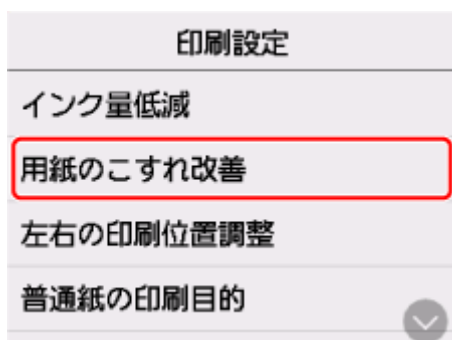 印刷設定
インク量低減
用紙のこすれ改善
左右の印刷位置調整
普通紙の印刷目的